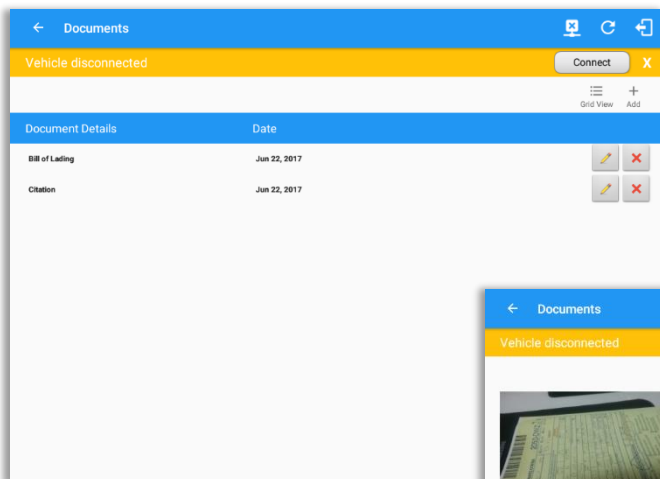 Documents
Vehicle disconnected
Connect X
Grid View Add
Document Details Date
Bill of Lading Jun 22, 2017
Citation Jun 22, 2017
Documents
Vehicle disconnected